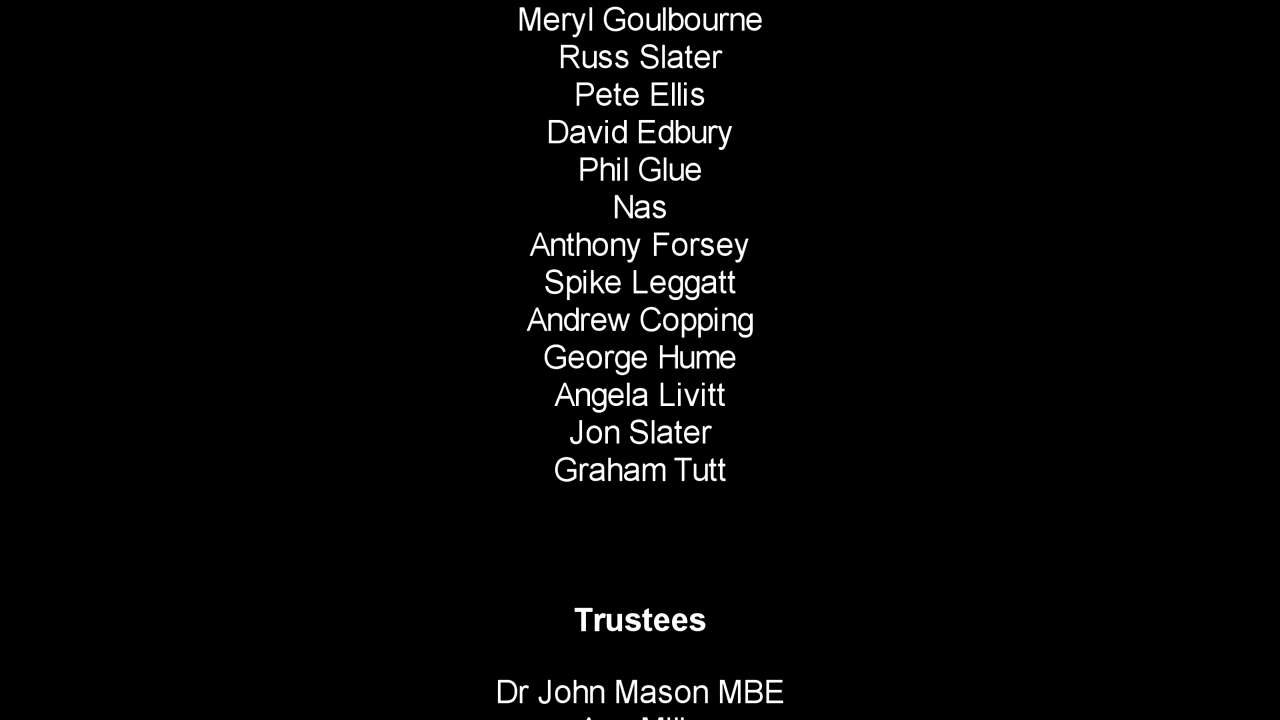 Meryl Goulbourne
Russ Slater
Pete Ellis
David Edbury
Phil Glue
Nas
Anthony Forsey
Spike Leggatt
Andrew Copping
George Hume
Angela Livitt
Jon Slater
Graham Tutt
Trustees
Dr John Mason MBE